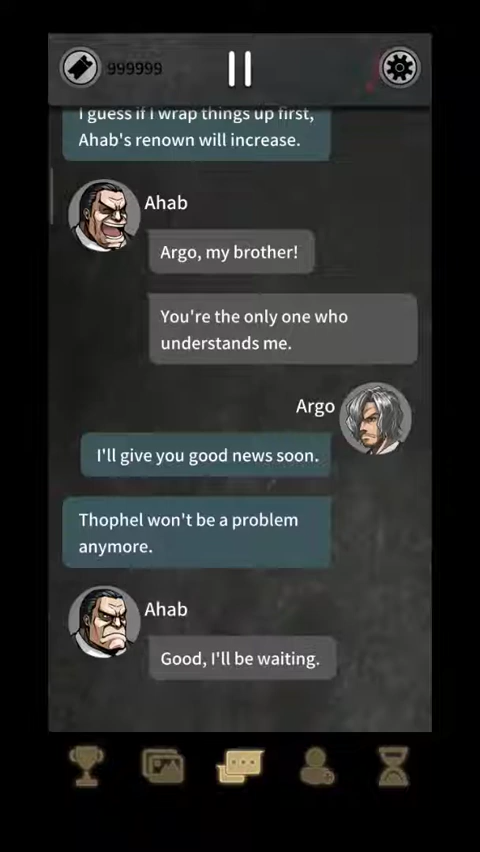 999999
I guess if I wrap things up first,
Ahab's renown will increase.
Ahab
Argo, my brother!
You're the only one who
understands me.
Argo
I'll give you good news soon.
Thophel won't be a problem
anymore.
Ahab
Good, I'll be waiting.